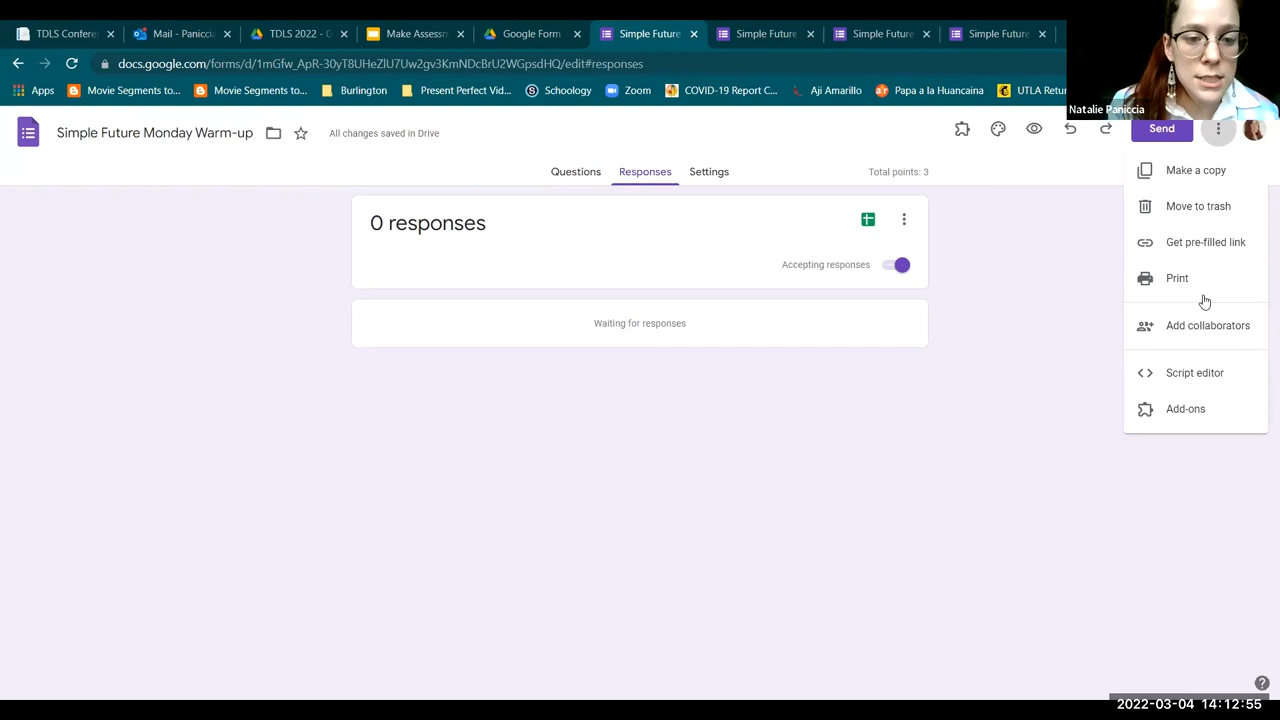 TDLS Conferen
Mail - Paniccia
TDLS 2022 - G
Make Assessm
Google Form
Simple Future
Simple Future
Simple Future
Simple Future
docs.google.com/forms/d/1mGfw_ApR-30yT8UHeZlU7Uw2gv3KmNDcBrU2WGpsdHQ/edit#responses
Apps
Movie Segments to...
Movie Segments to...
Burlington
Present Perfect Vid...
Schoology
Zoom
COVID-19 Report C...
Aji Amarillo
Papa a la Huancaina
UTLA Retu
Natalie Paniccia
Simple Future Monday Warm-up
All changes saved in Drive
Send
Questions
Responses
Settings
Total points: 3
0 responses
Accepting responses
Waiting for responses
Make a copy
Move to trash
Get pre-filled link
Print
Add collaborators
Script editor
Add-ons
2022-03-04 14:12:55